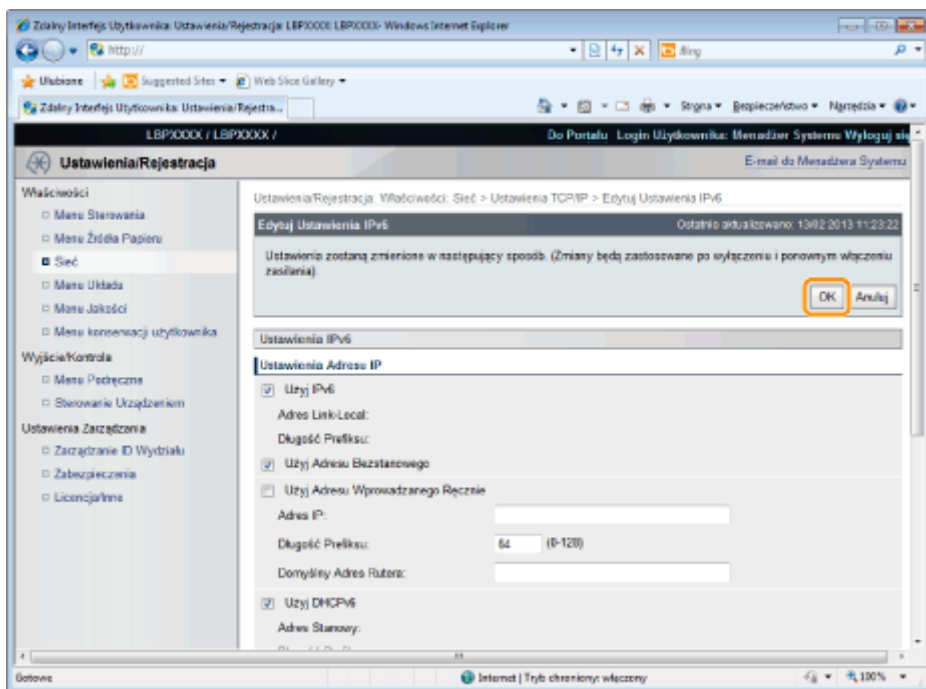 Zdalny Interfejs Użytkownika: Ustawienia/Rejestracja: LBPXXXX: LBPXXXX- Windows Internet Explorer
http://
Bing
Ulubione Suggested Sites Web Slice Gallery
Zdalny Interfejs Użytkownika: Ustawienia/Rejestra...
Strona Bezpieczeństwo Narzędzia
LBPXXXX / LBPXXXX /
Do Portalu Login Użytkownika: Menadżer Systemu Wyloguj się
Ustawienia/Rejestracja
E-mail do Menadżera Systemu
Właściwości
Menu Sterowania
Menu Źródła Papieru
Sieć
Menu Układu
Menu Jakości
Menu konserwacji użytkownika
Wyjście/Kontrola
Menu Podręczne
Sterowanie Urządzeniem
Ustawienia Zarządzania
Zarządzanie ID Wydziału
Zabezpieczenia
Licencja/Inne
Ustawienia/Rejestracja: Właściwości: Sieć > Ustawienia TCP/IP > Edytuj Ustawienia IPv6
Edytuj Ustawienia IPv6
Ostatnio aktualizowano: 13/02 2013 11:23:22
Ustawienia zostaną zmienione w następujący sposób. (Zmiany będą zastosowane po wyłączeniu i ponownym włączeniu
zasilania).
OK Anuluj
Ustawienia IPv6
Ustawienia Adresu IP
Użyj IPv6
Adres Link-Local:
Długość Prefiksu:
Użyj Adresu Bezstanowego
Użyj Adresu Wprowadzanego Ręcznie
Adres IP:
Długość Prefiksu: 64 (0-128)
Domyślny Adres Rutera:
Użyj DHCPv6
Adres Stanowy:
Gotowe
Internet | Tryb chroniony: włączony
100%